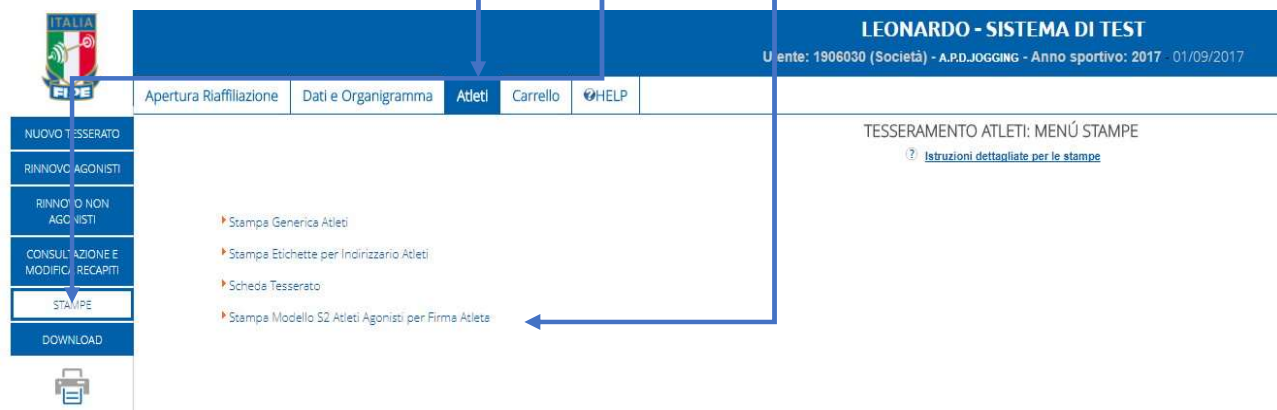 ITALIA
FIPE
LEONARDO - SISTEMA DI TEST
Utente: 1906030 (Società) - A.P.D.JOGGING - Anno sportivo: 2017 - 01/09/2017
Apertura Riaffiliazione Dati e Organigramma Atleti Carrello HELP
NUOVO TESSERATO
RINNOVO AGONISTI
RINNOVO NON
AGONISTI
CONSULTAZIONE E
MODIFICA RECAPITI
STAMPE
DOWNLOAD
TESSERAMENTO ATLETI: MENÚ STAMPE
? Istruzioni dettagliate per le stampe
Stampa Generica Atleti
Stampa Etichette per Indirizzario Atleti
Scheda Tesserato
Stampa Modello S2 Atleti Agonisti per Firma Atleta